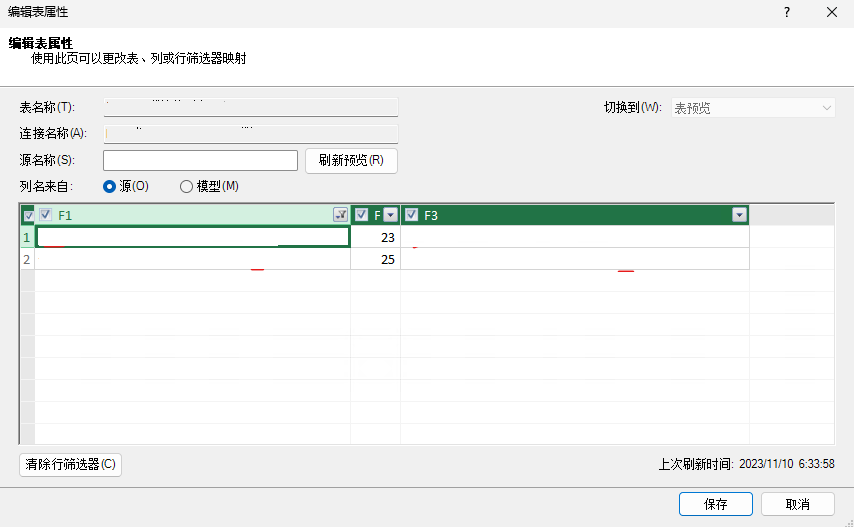 编辑表属性
?
编辑表属性
使用此页可以更改表、列或行筛选器映射
表名称(T):
切换到(W): 表预览
连接名称(A):
源名称(S): 刷新预览(R)
列名来自: 源(O) 模型(M)
F1 F F3
1 23
2 25
清除行筛选器(C)
上次刷新时间: 2023/11/10 6:33:58
保存 取消